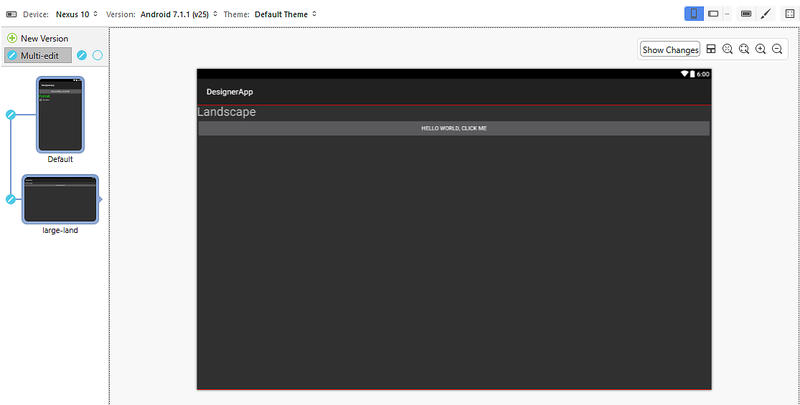 Device: Nexus 10 Version: Android 7.1.1 (v25) Theme: Default Theme
New Version
Multi-edit
Show Changes
6:00
DesignerApp
Landscape
HELLO WORLD, CLICK ME
Default
large-land